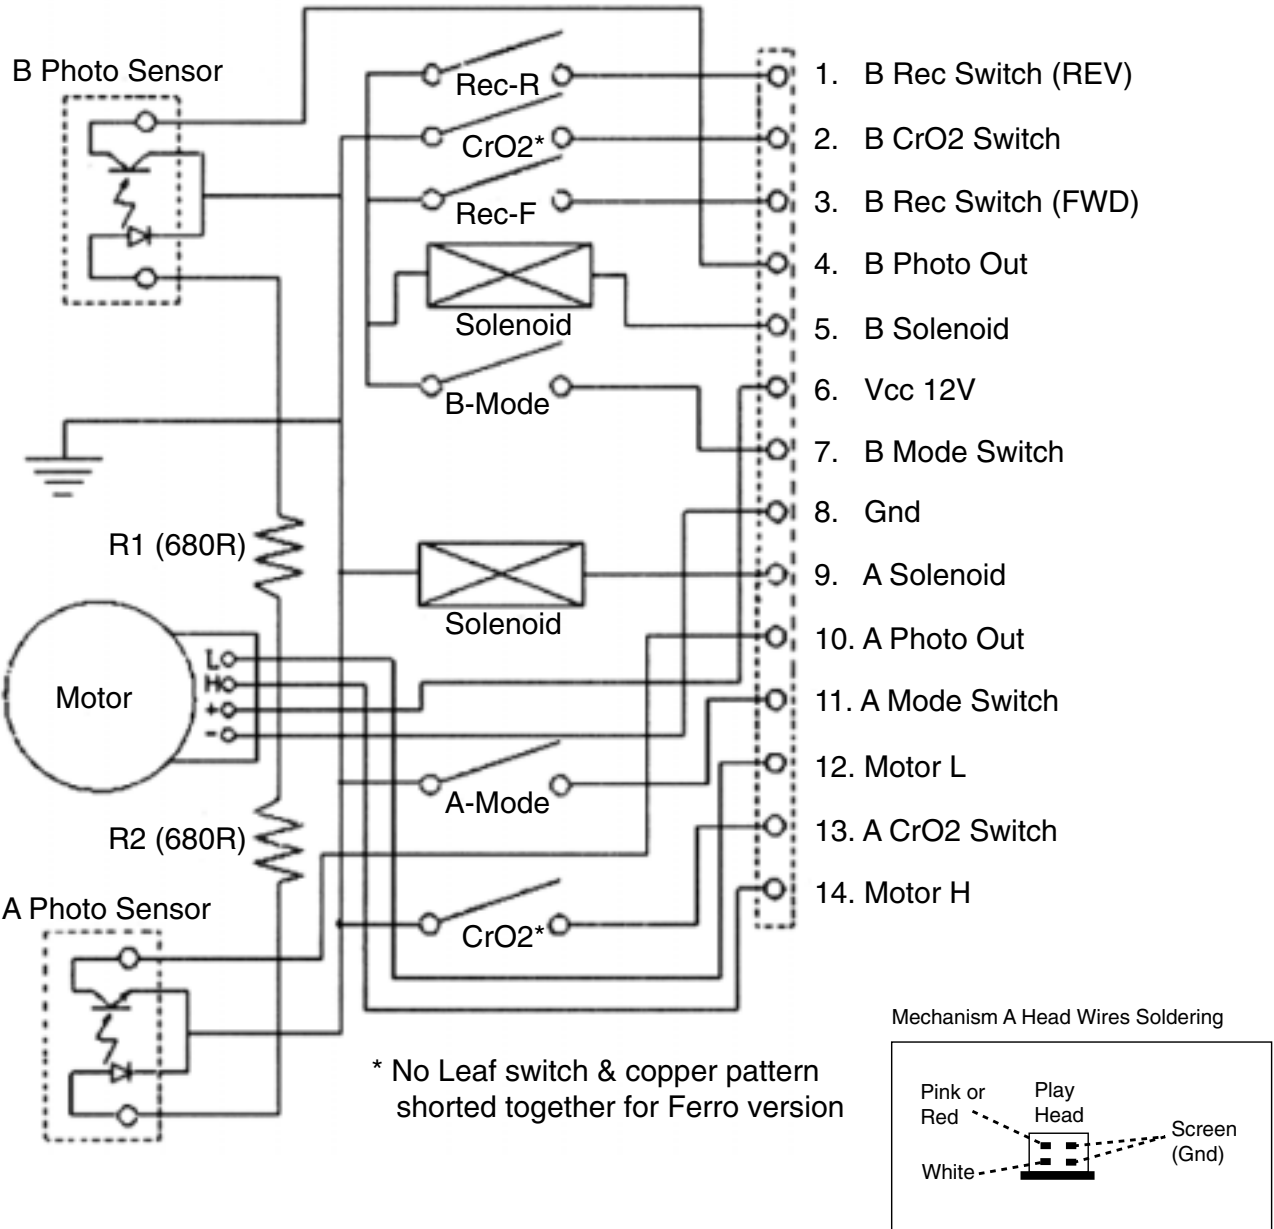 B Photo Sensor
Rec-R
CrO2*
Rec-F
Solenoid
B-Mode
1. B Rec Switch (REV)
2. B CrO2 Switch
3. B Rec Switch (FWD)
4. B Photo Out
5. B Solenoid
6. Vcc 12V
7. B Mode Switch
8. Gnd
9. A Solenoid
10. A Photo Out
11. A Mode Switch
12. Motor L
13. A CrO2 Switch
14. Motor H
R1 (680R)
Solenoid
Motor
L
H
+
-
A-Mode
R2 (680R)
CrO2*
A Photo Sensor
* No Leaf switch & copper pattern
shorted together for Ferro version
Mechanism A Head Wires Soldering
Pink or
Red
Play
Head
Screen
(Gnd)
White